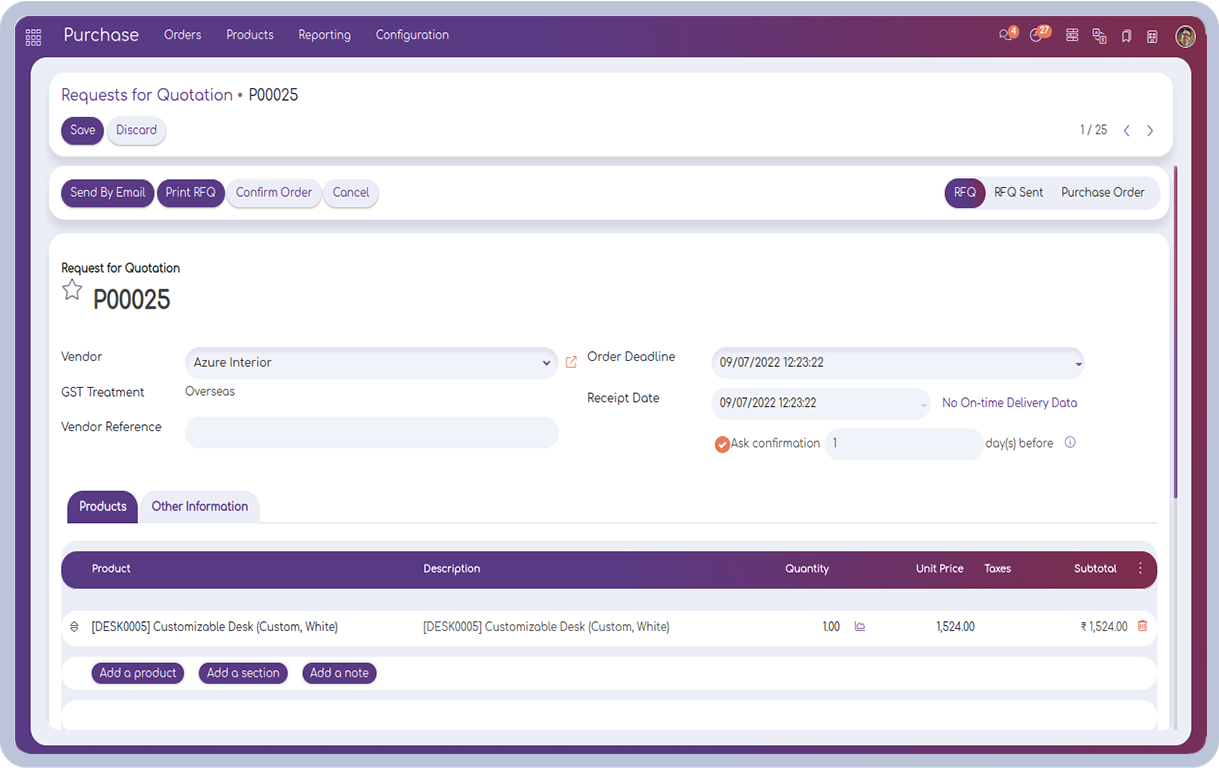 Purchase Orders Products Reporting Configuration 4 27
Requests for Quotation • P00025
Save Discard 1 / 25
Send By Email Print RFQ Confirm Order Cancel RFQ RFQ Sent Purchase Order
Request for Quotation
P00025
Vendor Azure Interior Order Deadline 09/07/2022 12:23:22
GST Treatment Overseas
Receipt Date 09/07/2022 12:23:22 No On-time Delivery Data
Vendor Reference
Ask confirmation 1 day(s) before
Products Other Information
Product Description Quantity Unit Price Taxes Subtotal
[DESK0005] Customizable Desk (Custom, White) [DESK0005] Customizable Desk (Custom, White) 1.00 1,524.00 ₹ 1,524.00
Add a product Add a section Add a note